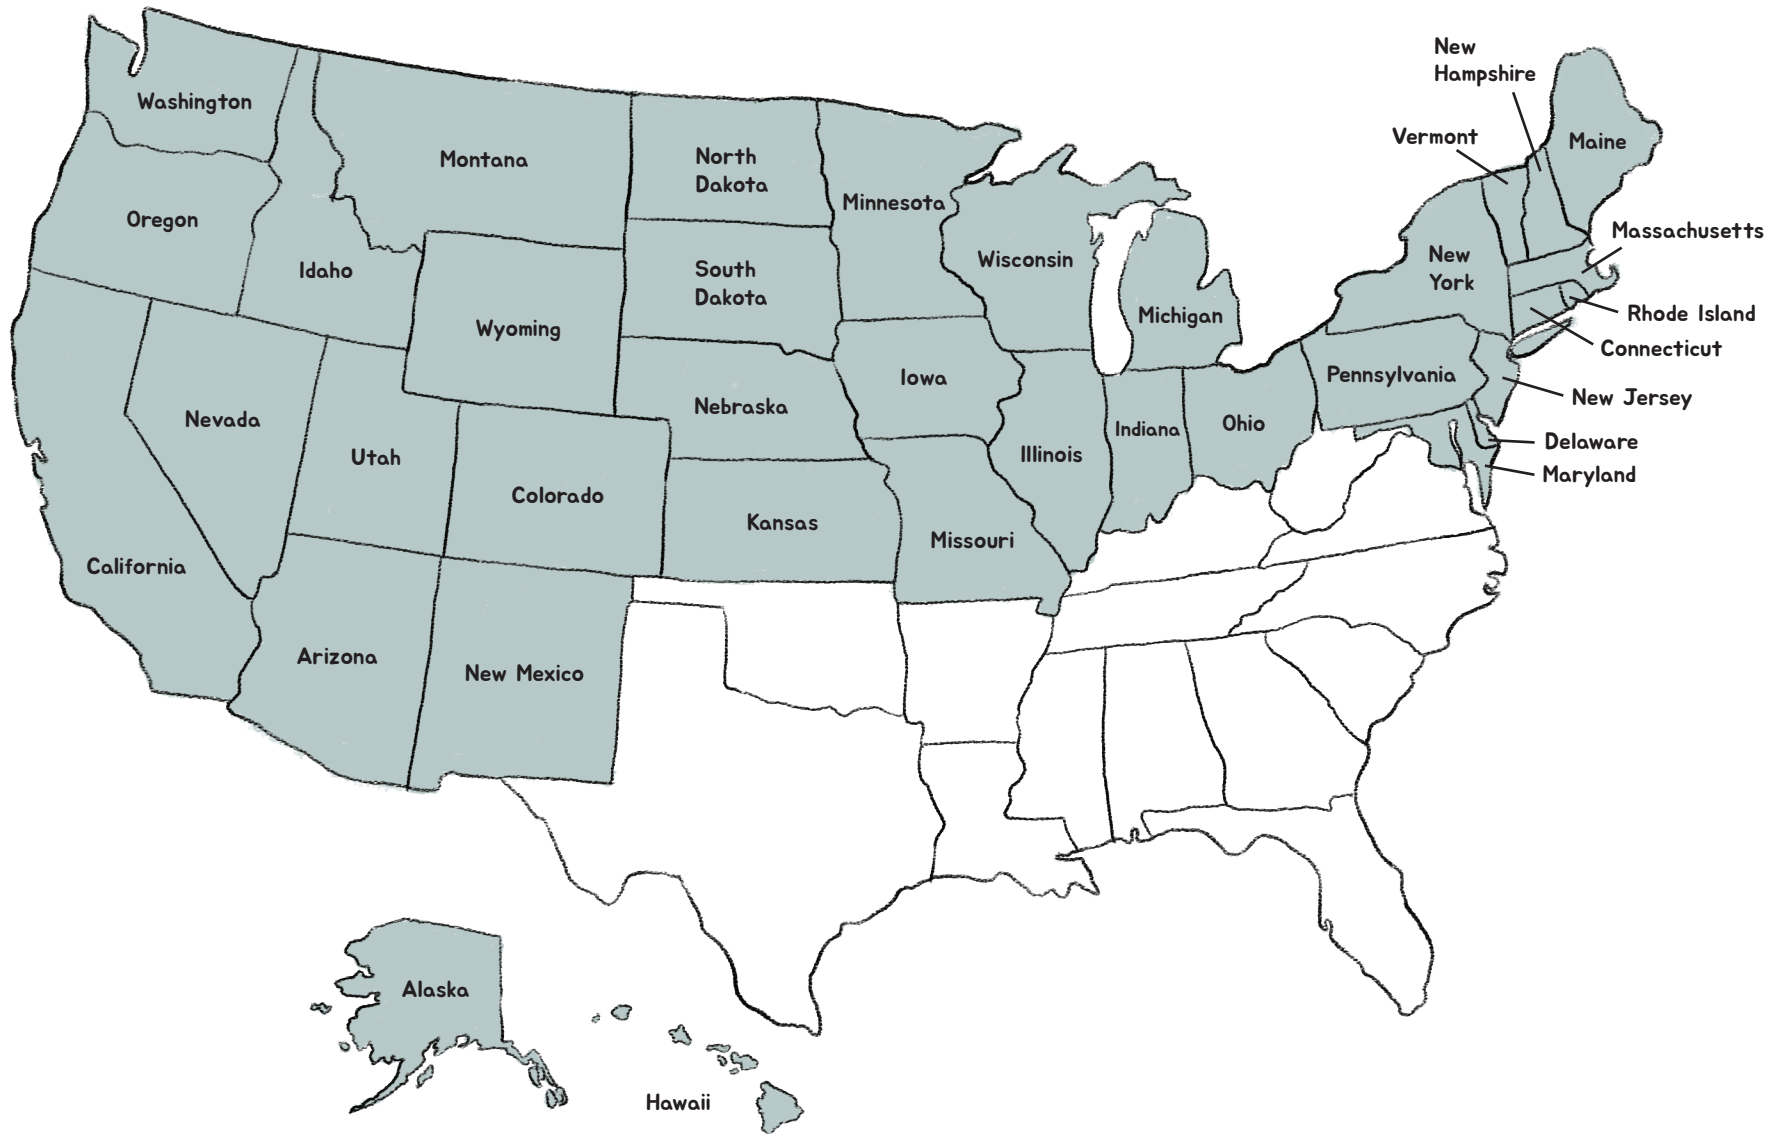 New
Hampshire
Vermont
Maine
Washington
Montana
North
Dakota
Minnesota
Oregon
Idaho
Massachusetts
New
York
Wisconsin
South
Dakota
Wyoming
Michigan
Rhode Island
Connecticut
Iowa
Pennsylvania
New Jersey
Nebraska
Nevada
Utah
Indiana
Ohio
Delaware
Illinois
Maryland
Colorado
Kansas
Missouri
California
Arizona
New Mexico
Alaska
Hawaii